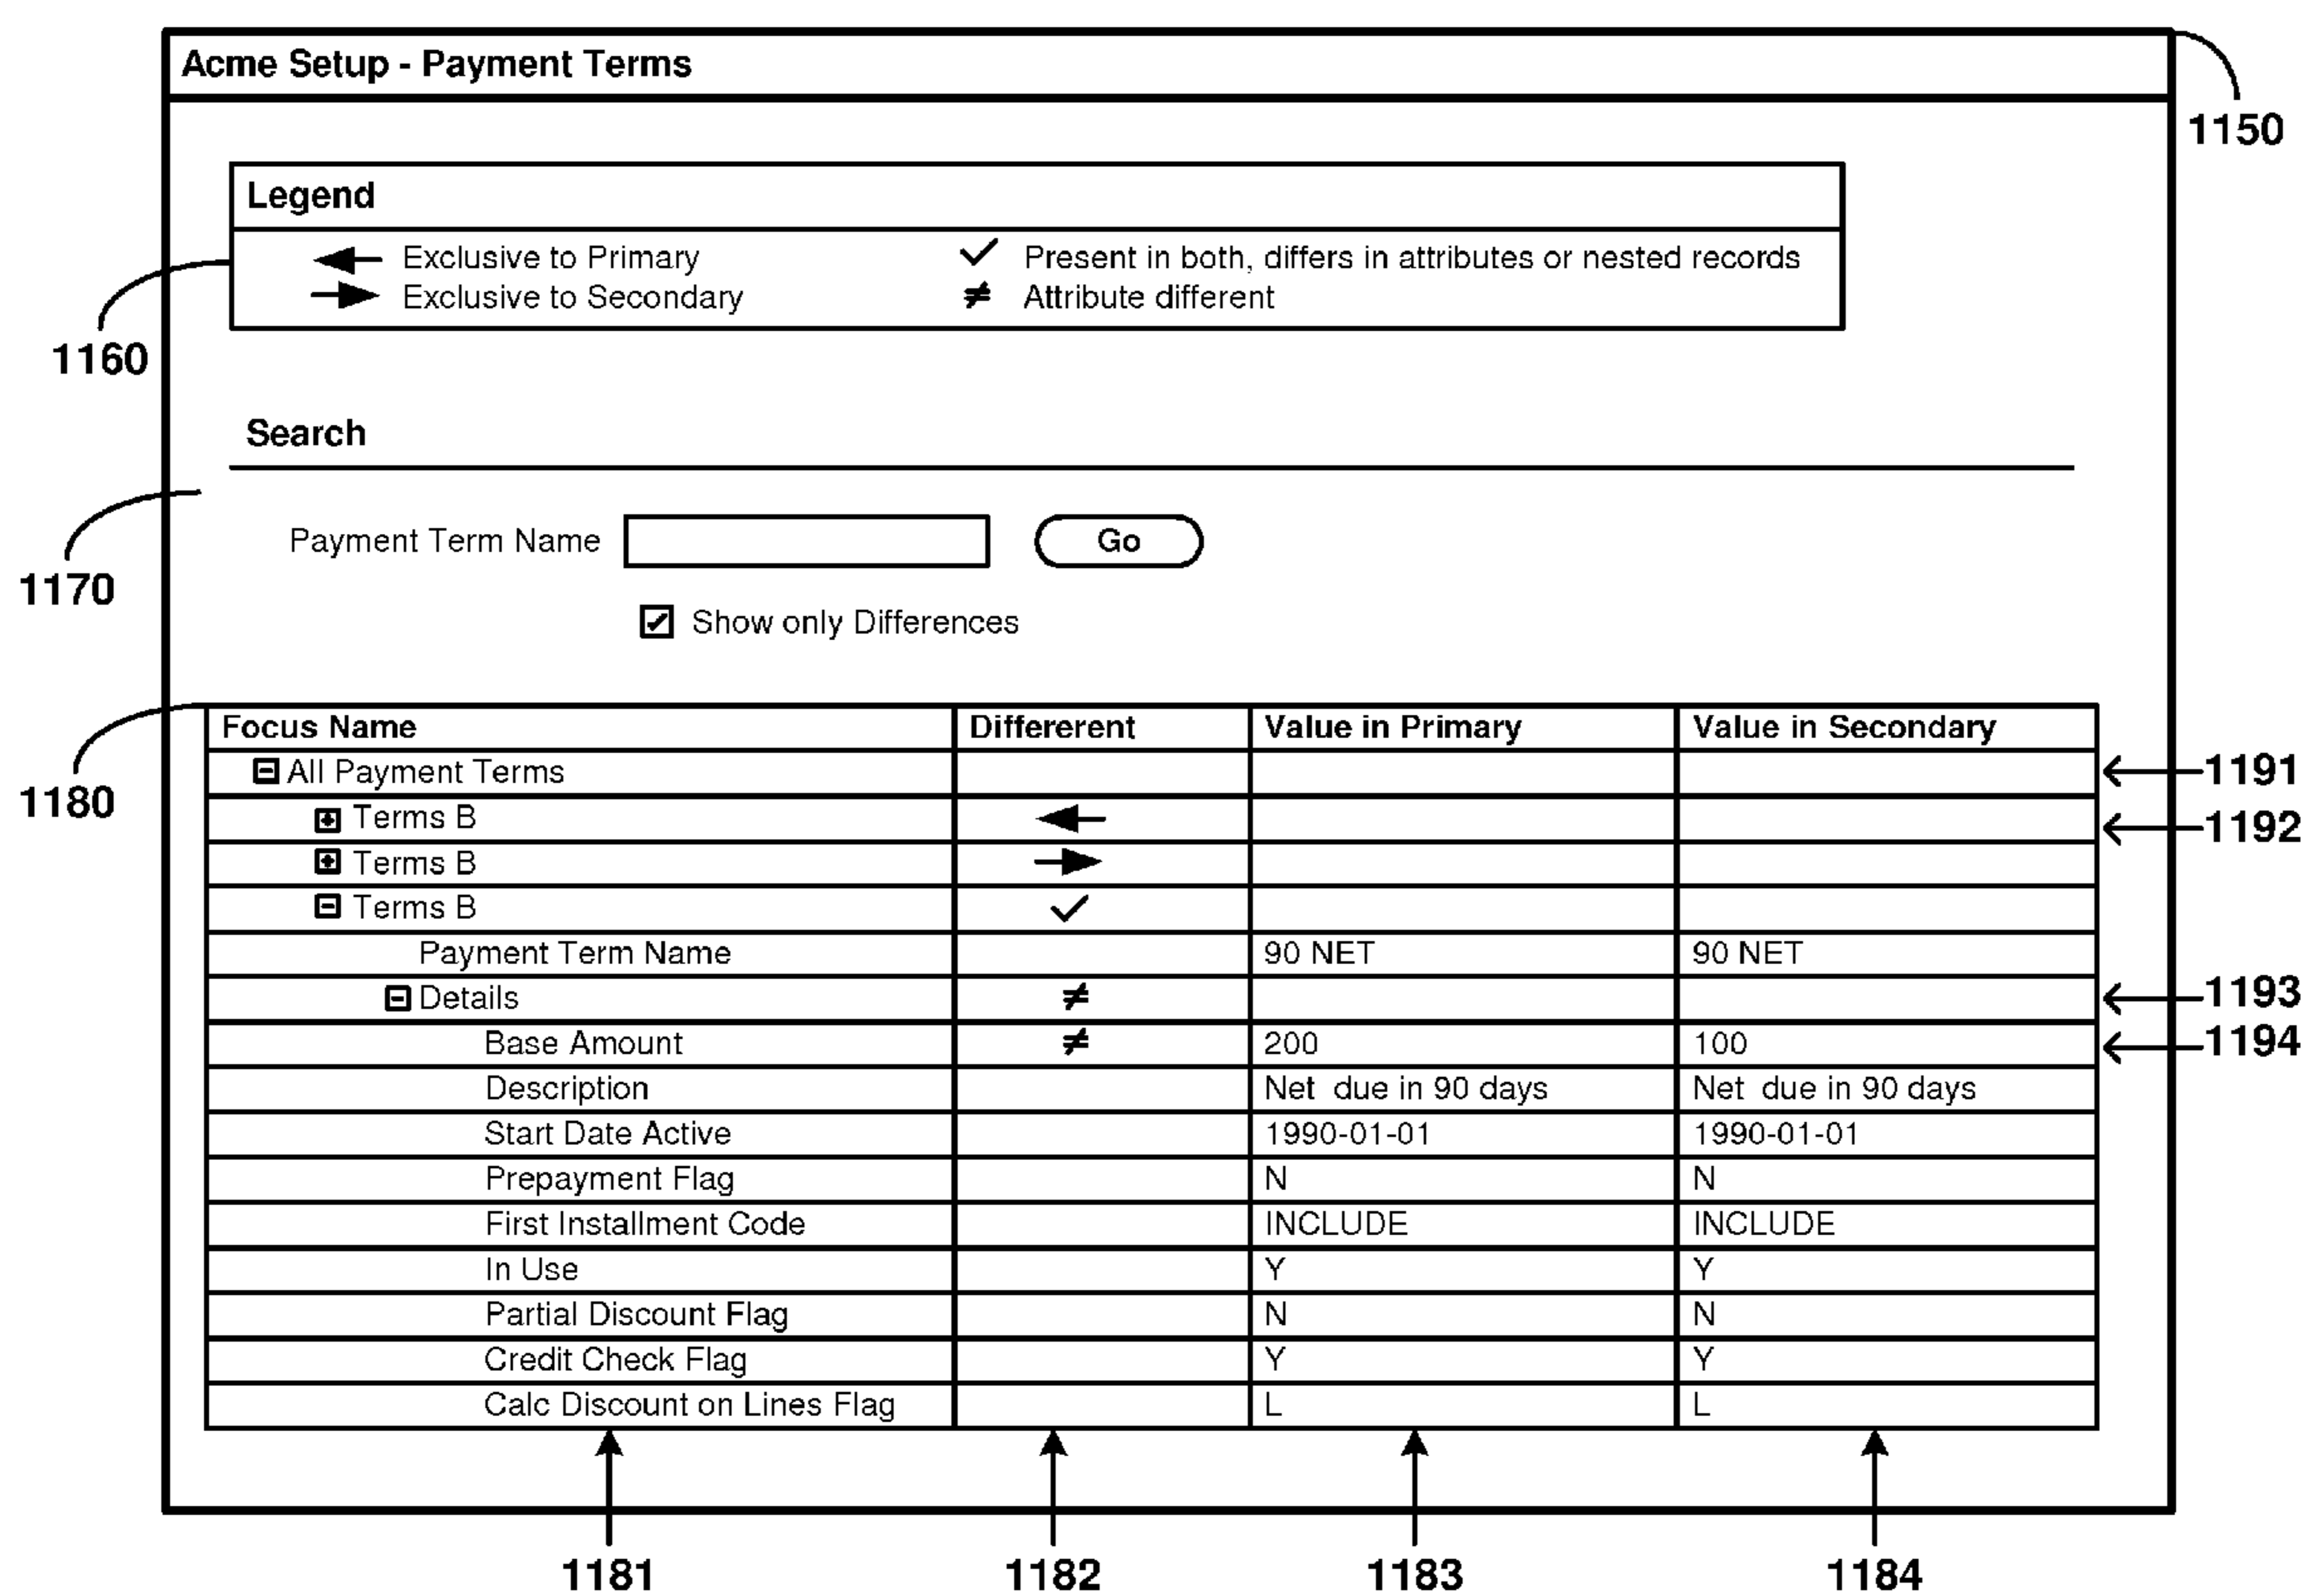 Acme Setup - Payment Terms
1150
Legend
Exclusive to Primary
Present in both, differs in attributes or nested records
Exclusive to Secondary
≠ Attribute different
1160
Search
1170
Payment Term Name
Go
Show only Differences
1180
Focus Name Differerent Value in Primary Value in Secondary
All Payment Terms
1191
Terms B
1192
Terms B
Terms B
Payment Term Name 90 NET 90 NET
Details ≠
1193
Base Amount ≠ 200 100
1194
Description Net due in 90 days Net due in 90 days
Start Date Active 1990-01-01 1990-01-01
Prepayment Flag N N
First Installment Code INCLUDE INCLUDE
In Use Y Y
Partial Discount Flag N N
Credit Check Flag Y Y
Calc Discount on Lines Flag L L
1181 1182 1183 1184